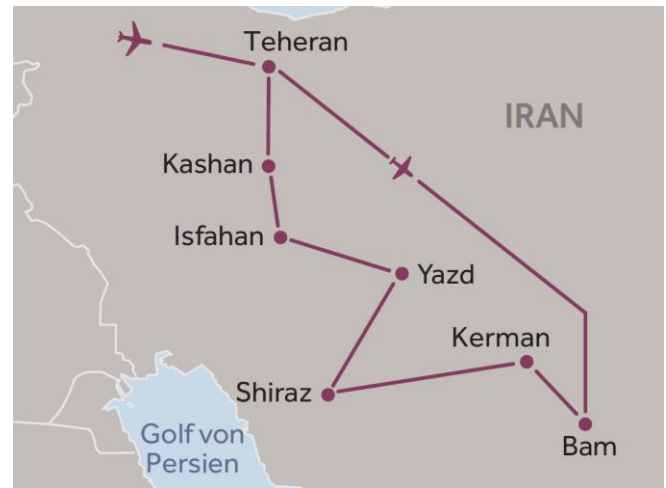 Teheran
IRAN
Kashan
Isfahan
Yazd
Kerman
Shiraz
Golf von
Persien
Bam